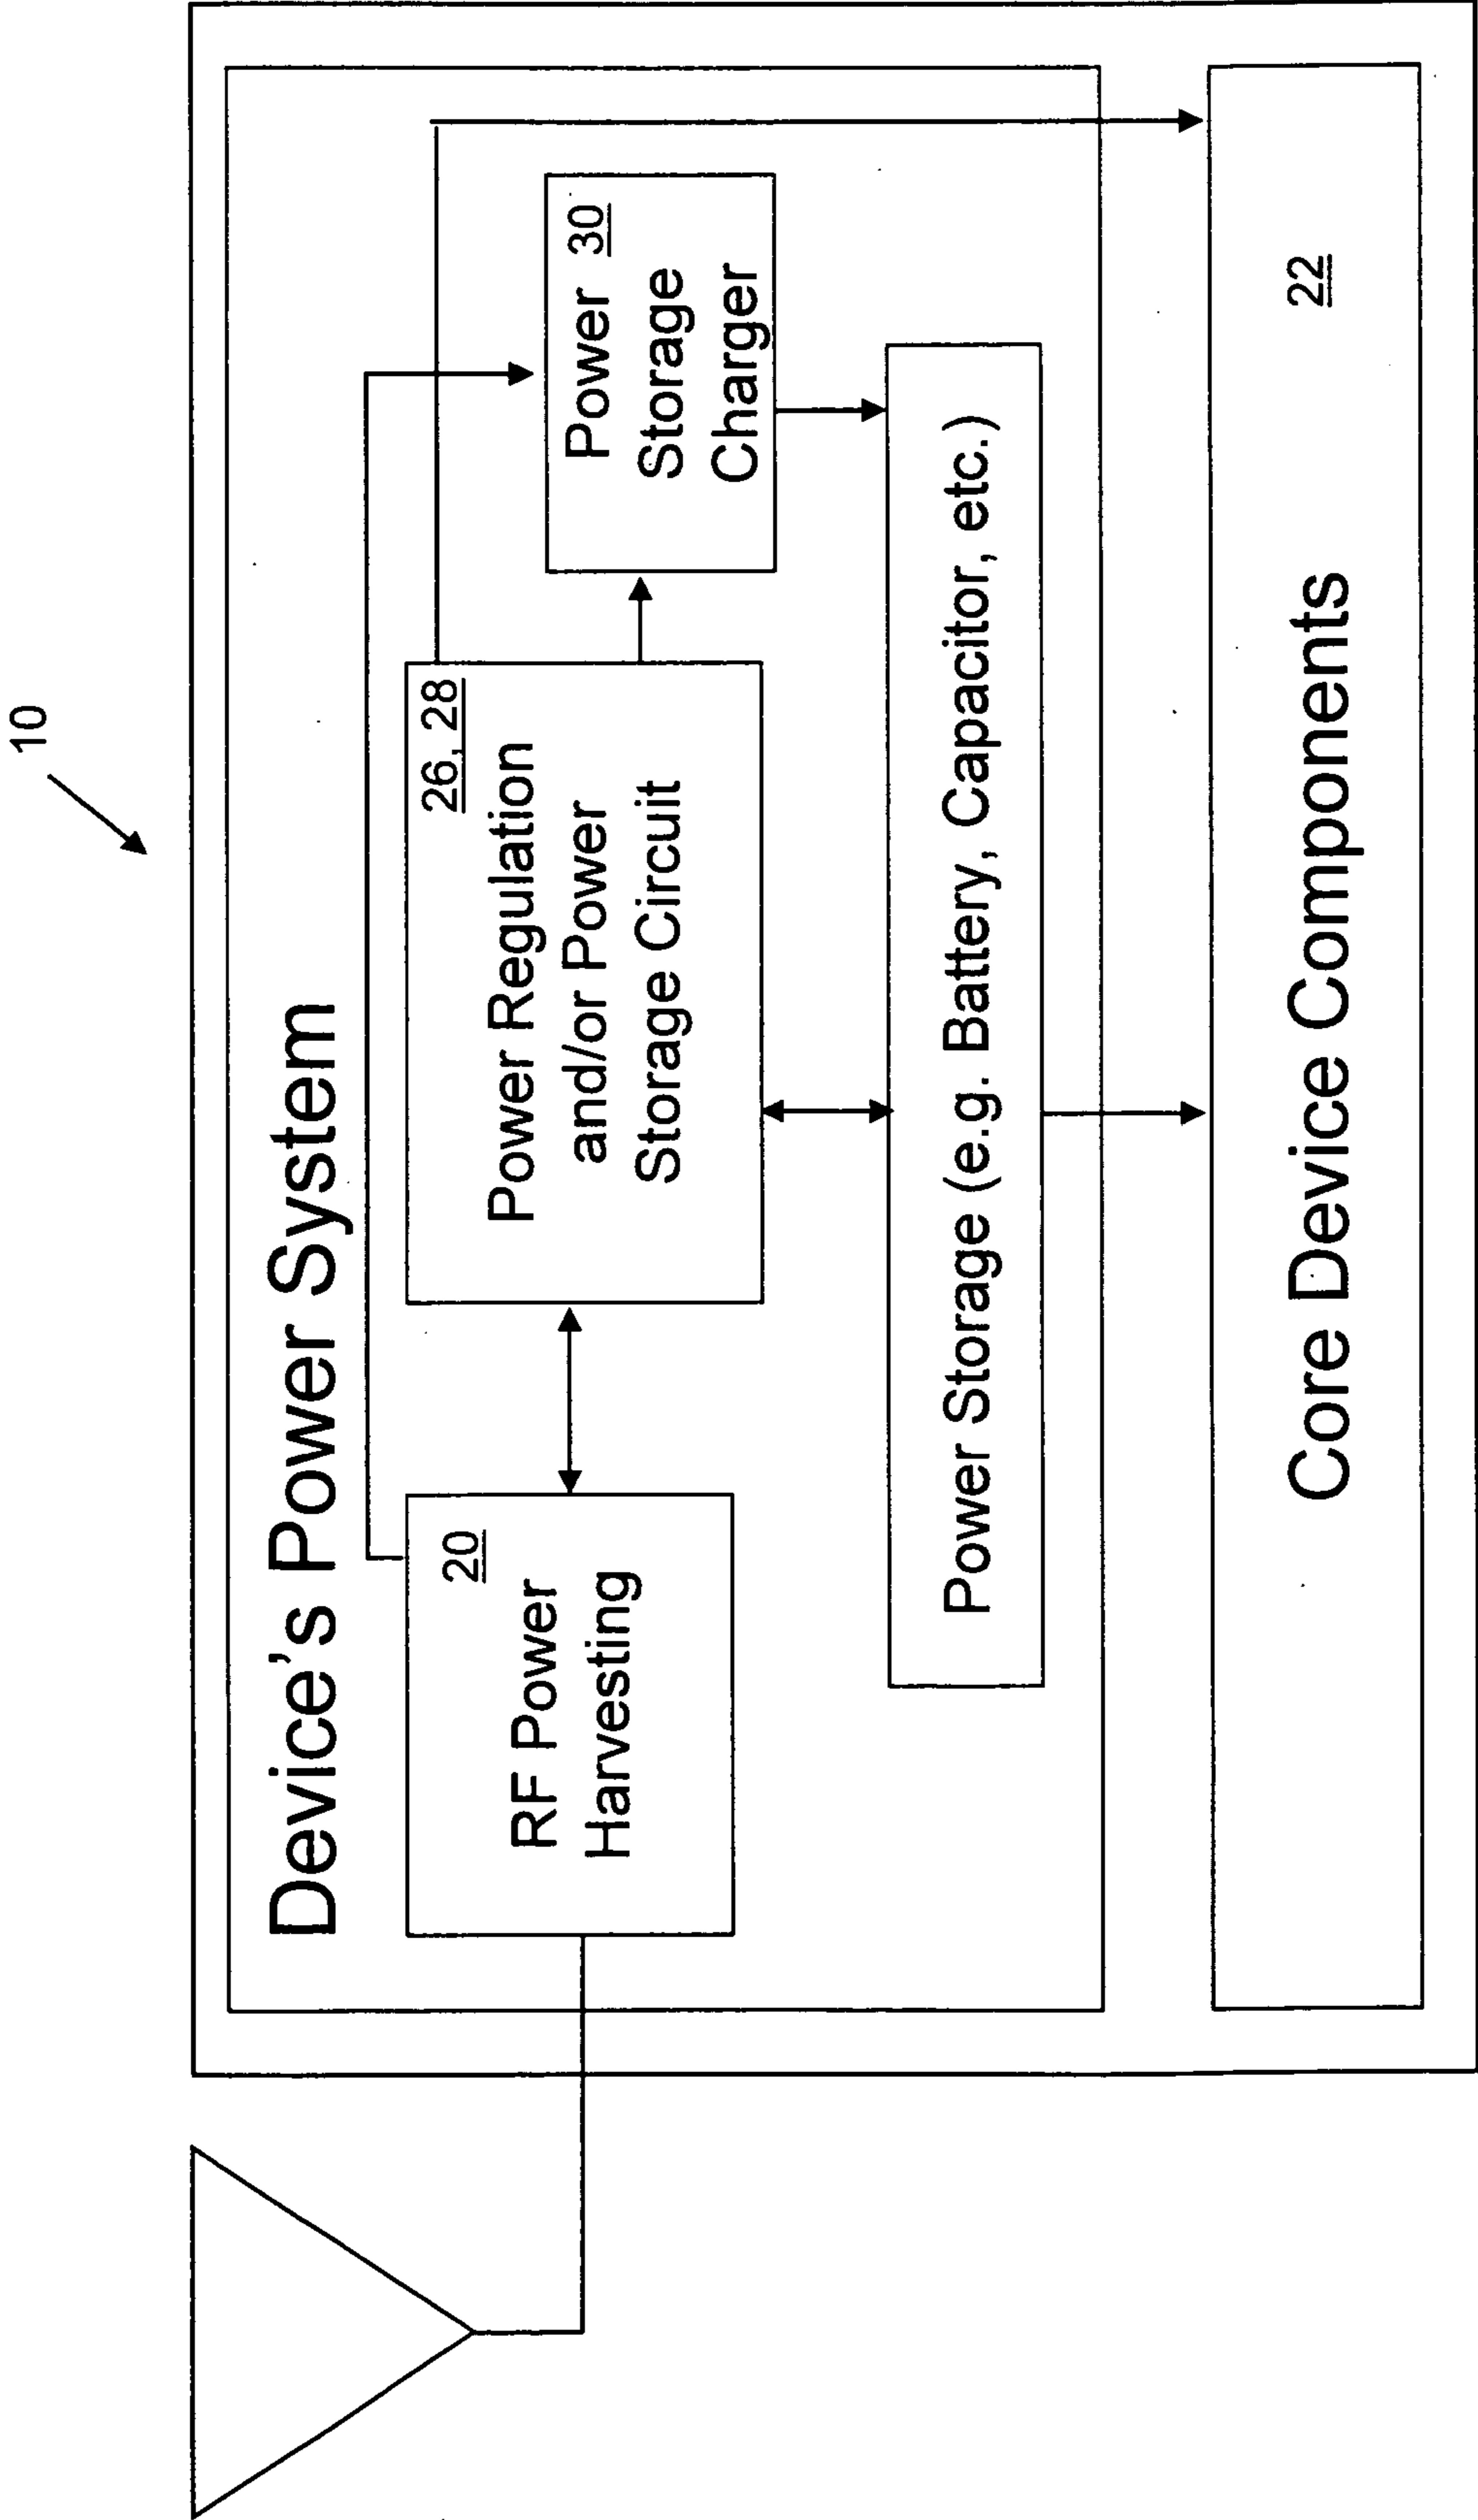 10
Device's Power System
20
RF Power
Harvesting
26, 28
Power Regulation
and/or Power
Storage Circuit
Power 30
Storage
Charger
Power Storage (e.g. Battery, Capacitor, etc.)
22
Core Device Components